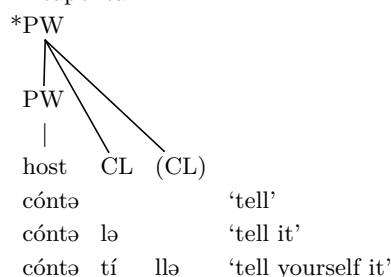 *PW
PW
host CL (CL)
cóntə ‘tell’
cóntə lə ‘tell it’
cóntə tí llə ‘tell yourself it’